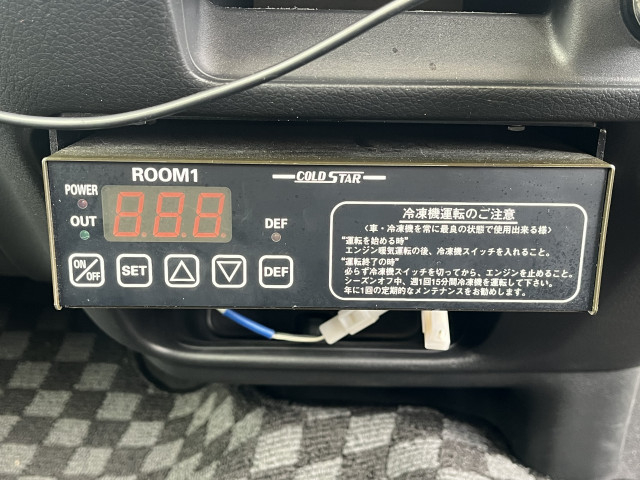 ROOM1
COLD STAR
POWER
OUT
888
DEF
ON/OFF
SET
DEF
冷凍機運転のご注意
〈車・冷凍機を常に最良の状態で使用出来る様〉
"運転を始める時"
エンジン暖気運転の後、冷凍機スイッチを入れること。
"運転終了の時"
必らず冷凍機スイッチを切ってから、エンジンを止めること。
シーズンオフ中、週1回15分間冷凍機を運転して下さい。
年に1回の定期的なメンテナンスをお勧めします。